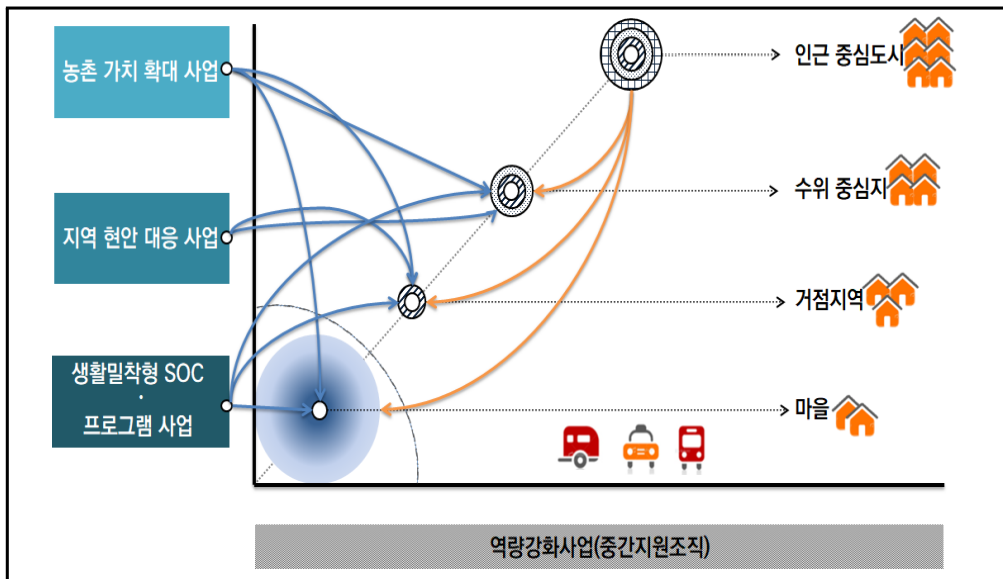 농촌 가치 확대 사업
지역 현안 대응 사업
생활밀착형 SOC
·
프로그램 사업
인근 중심도시
수위 중심지
거점지역
마을
역량강화사업(중간지원조직)